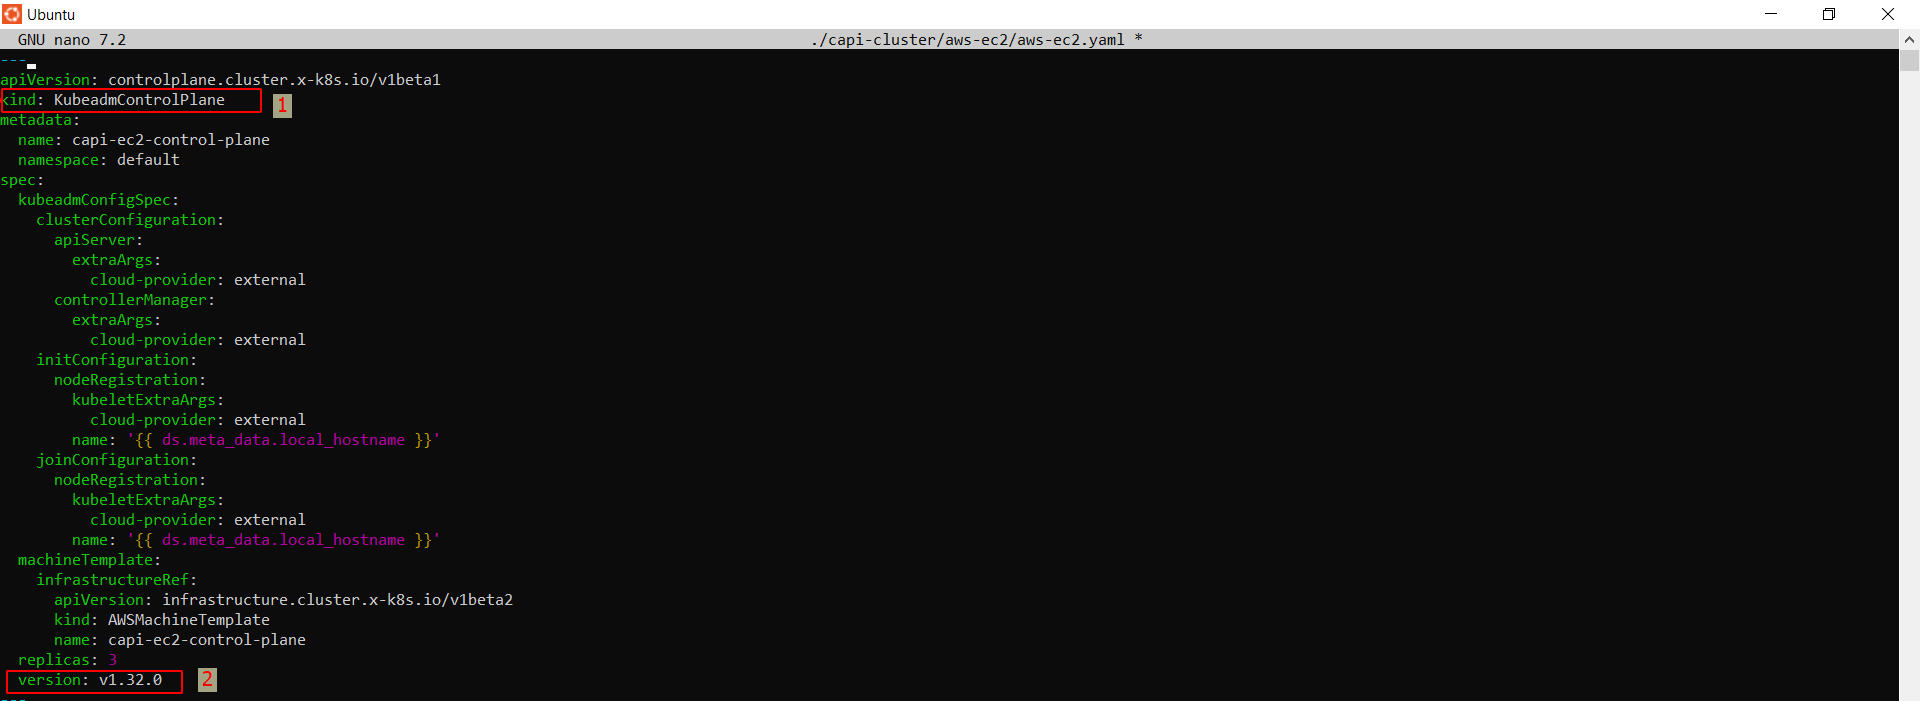 Ubuntu
GNU nano 7.2 ./capi-cluster/aws-ec2/aws-ec2.yaml *
---
apiVersion: controlplane.cluster.x-k8s.io/v1beta1
kind: KubeadmControlPlane 1
metadata:
  name: capi-ec2-control-plane
  namespace: default
spec:
  kubeadmConfigSpec:
    clusterConfiguration:
      apiServer:
        extraArgs:
          cloud-provider: external
      controllerManager:
        extraArgs:
          cloud-provider: external
    initConfiguration:
      nodeRegistration:
        kubeletExtraArgs:
          cloud-provider: external
        name: '{{ ds.meta_data.local_hostname }}'
    joinConfiguration:
      nodeRegistration:
        kubeletExtraArgs:
          cloud-provider: external
        name: '{{ ds.meta_data.local_hostname }}'
  machineTemplate:
    infrastructureRef:
      apiVersion: infrastructure.cluster.x-k8s.io/v1beta2
      kind: AWSMachineTemplate
      name: capi-ec2-control-plane
  replicas: 3
  version: v1.32.0 2
---